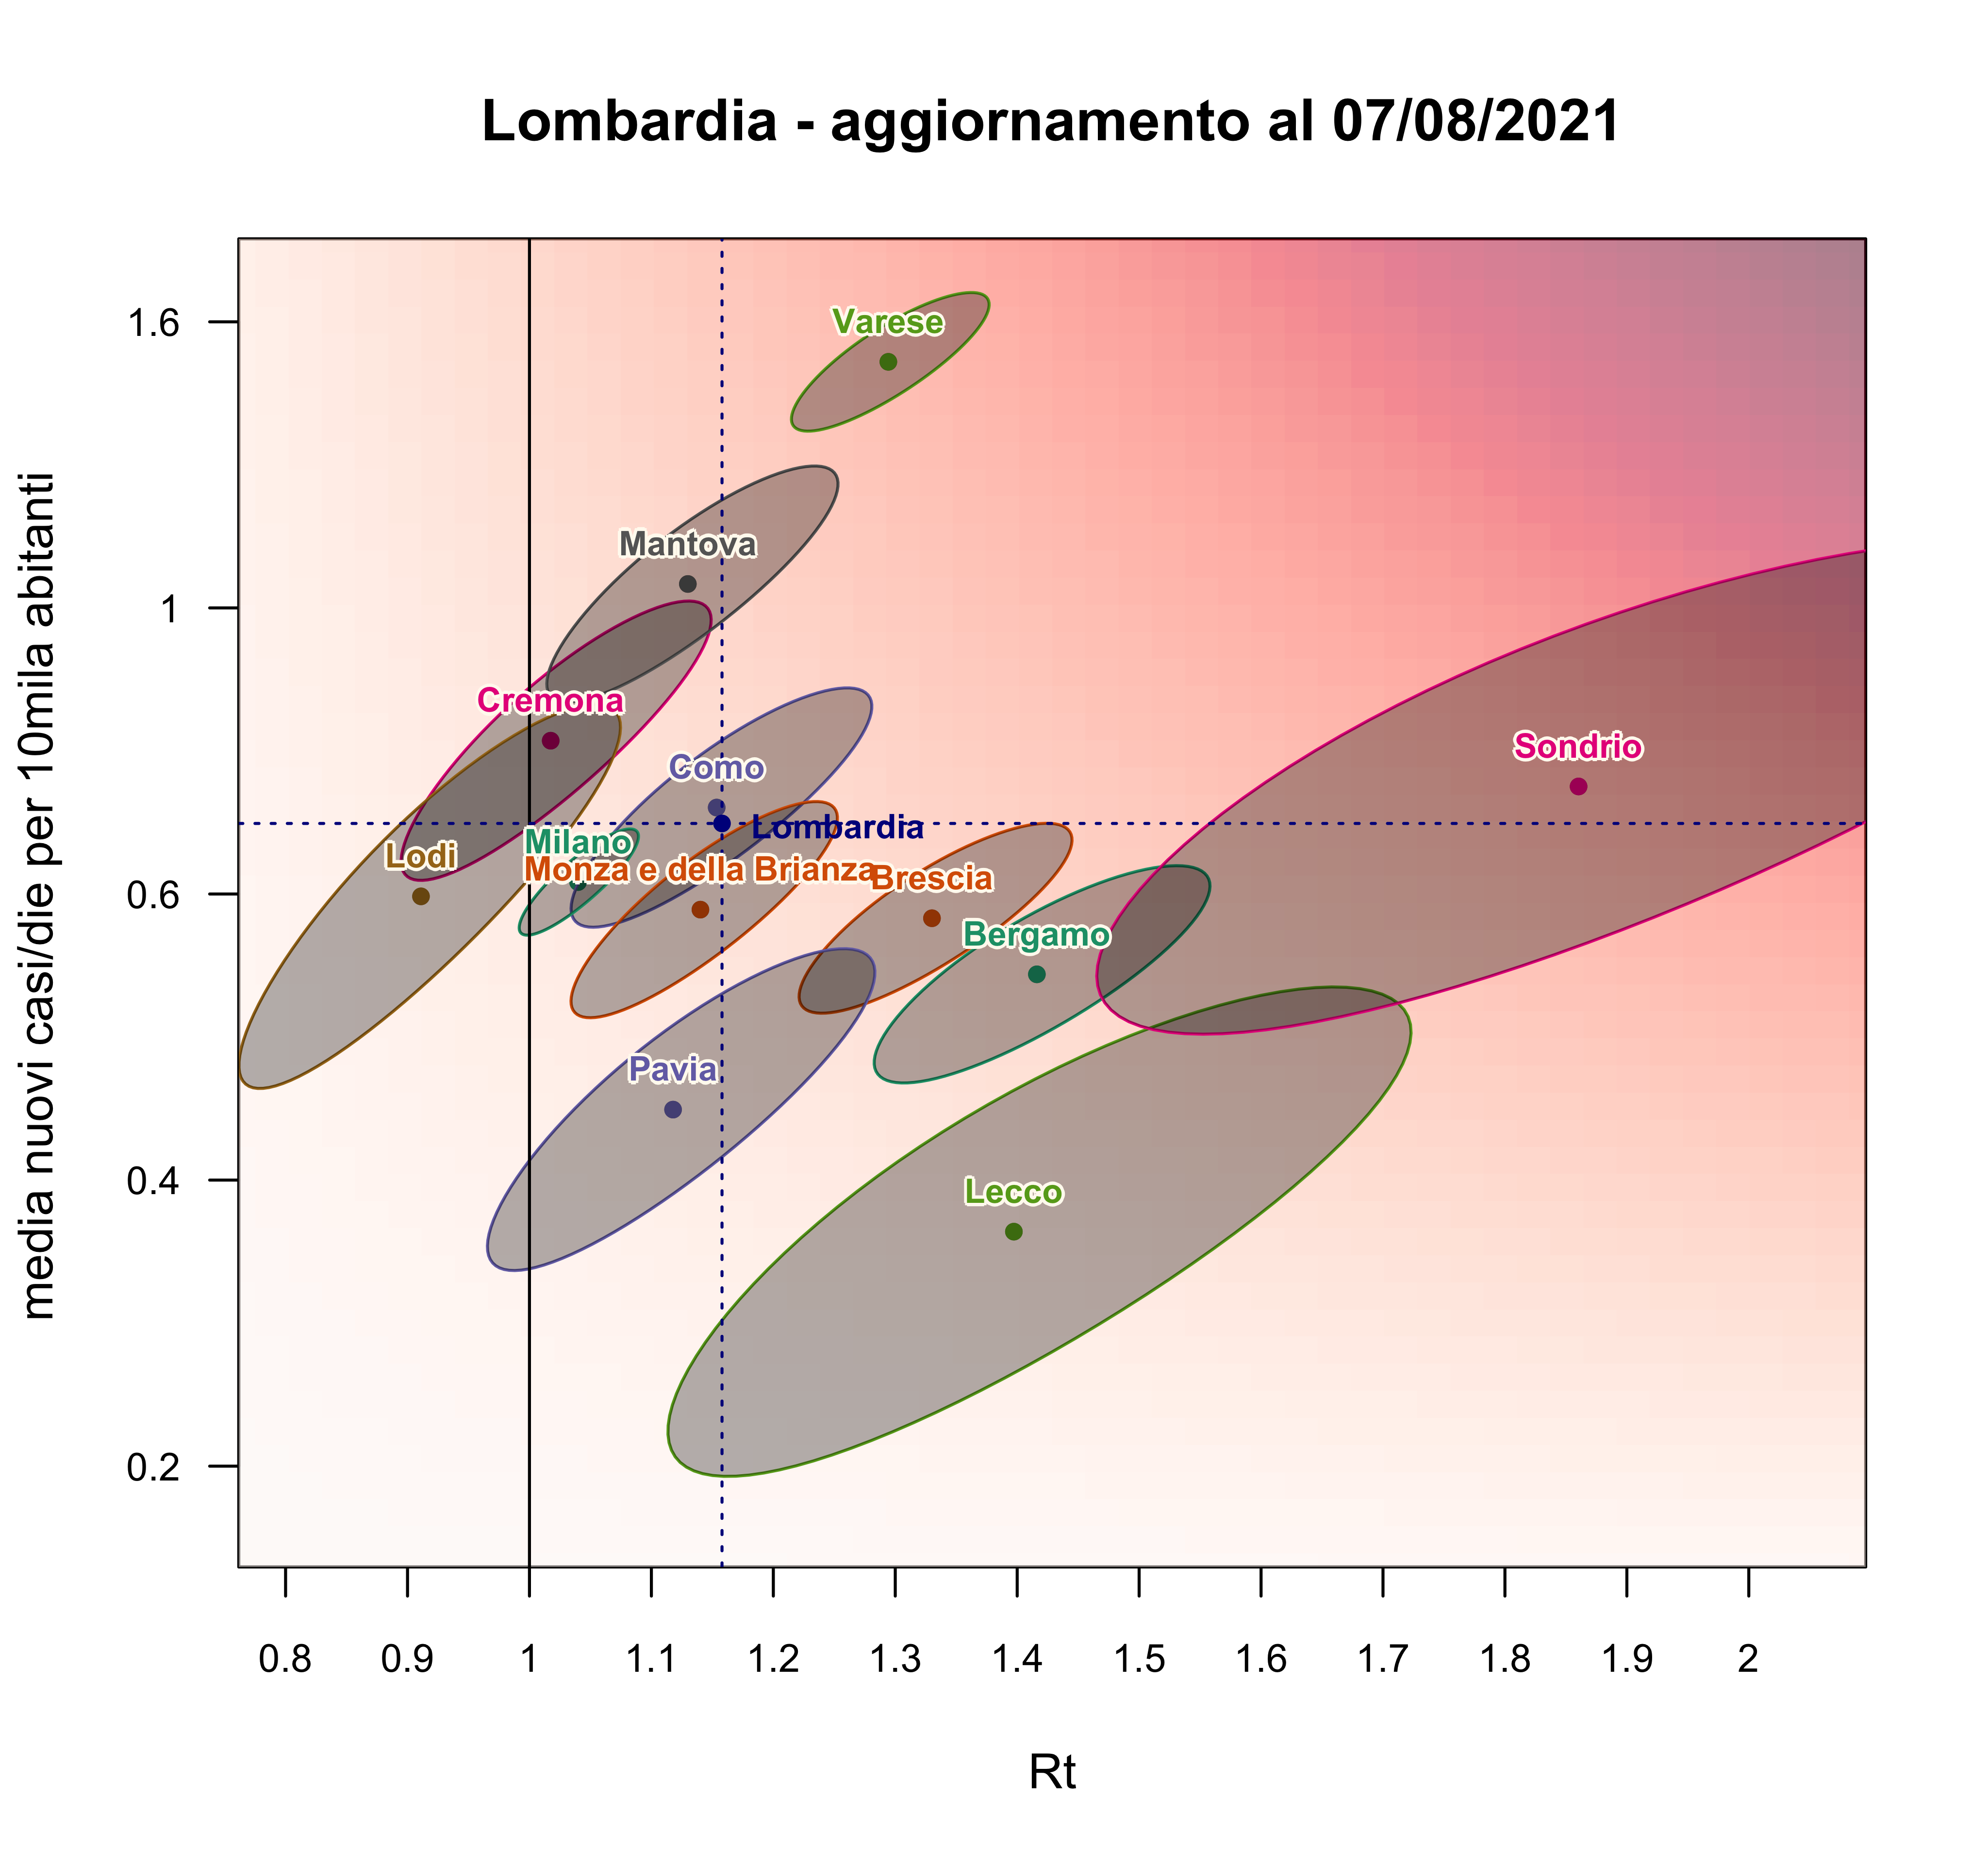 Lombardia - aggiornamento al 07/08/2021
media nuovi casi/die per 10mila abitanti
1.6
1
0.6
0.4
0.2
Varese
Mantova
Cremona
Sondrio
Como
Lombardia
Milano
Lodi
Monza e della Brianza
Brescia
Bergamo
Pavia
Lecco
0.8 0.9 1 1.1 1.2 1.3 1.4 1.5 1.6 1.7 1.8 1.9 2
Rt